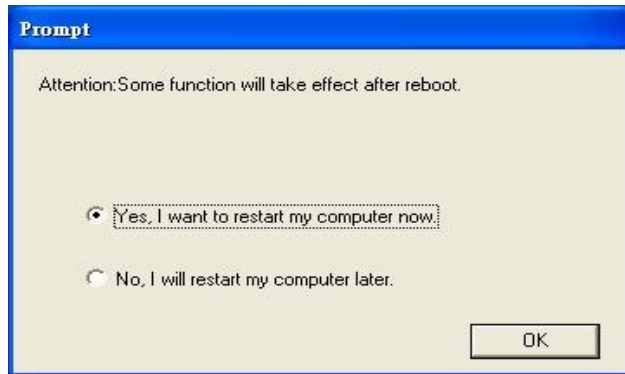 Prompt
Attention:Some function will take effect after reboot.
Yes, I want to restart my computer now.
No, I will restart my computer later.
OK